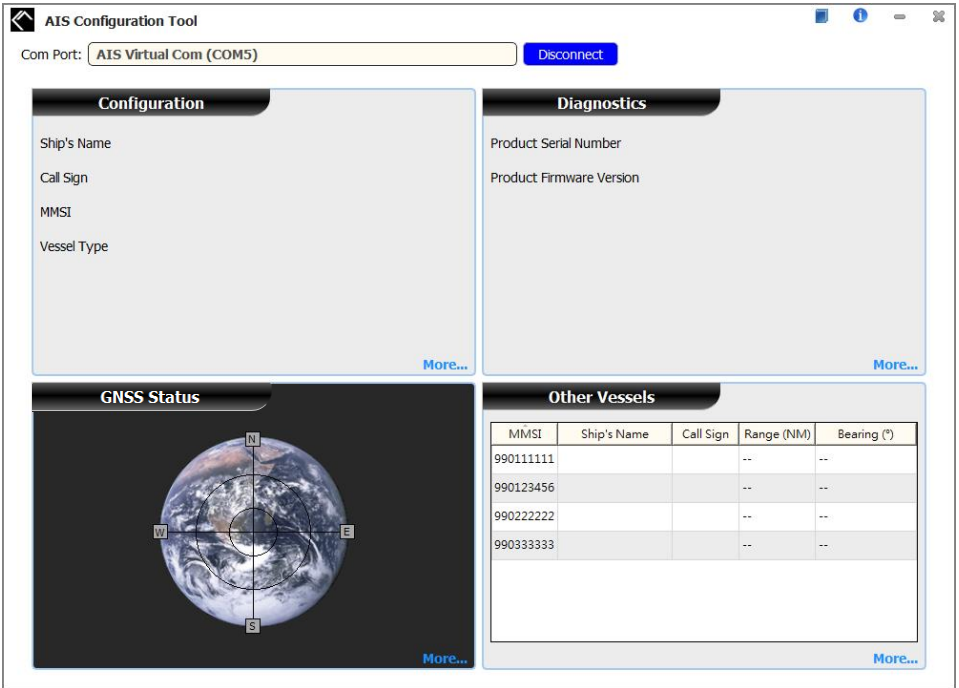 AIS Configuration Tool
Com Port: AIS Virtual Com (COM5) Disconnect
Configuration
Ship's Name
Call Sign
MMSI
Vessel Type
More...
Diagnostics
Product Serial Number
Product Firmware Version
More...
GNSS Status
N
W E
S
More...
Other Vessels
MMSI Ship's Name Call Sign Range (NM) Bearing (°)
990111111 -- --
990123456 -- --
990222222 -- --
990333333 -- --
More...